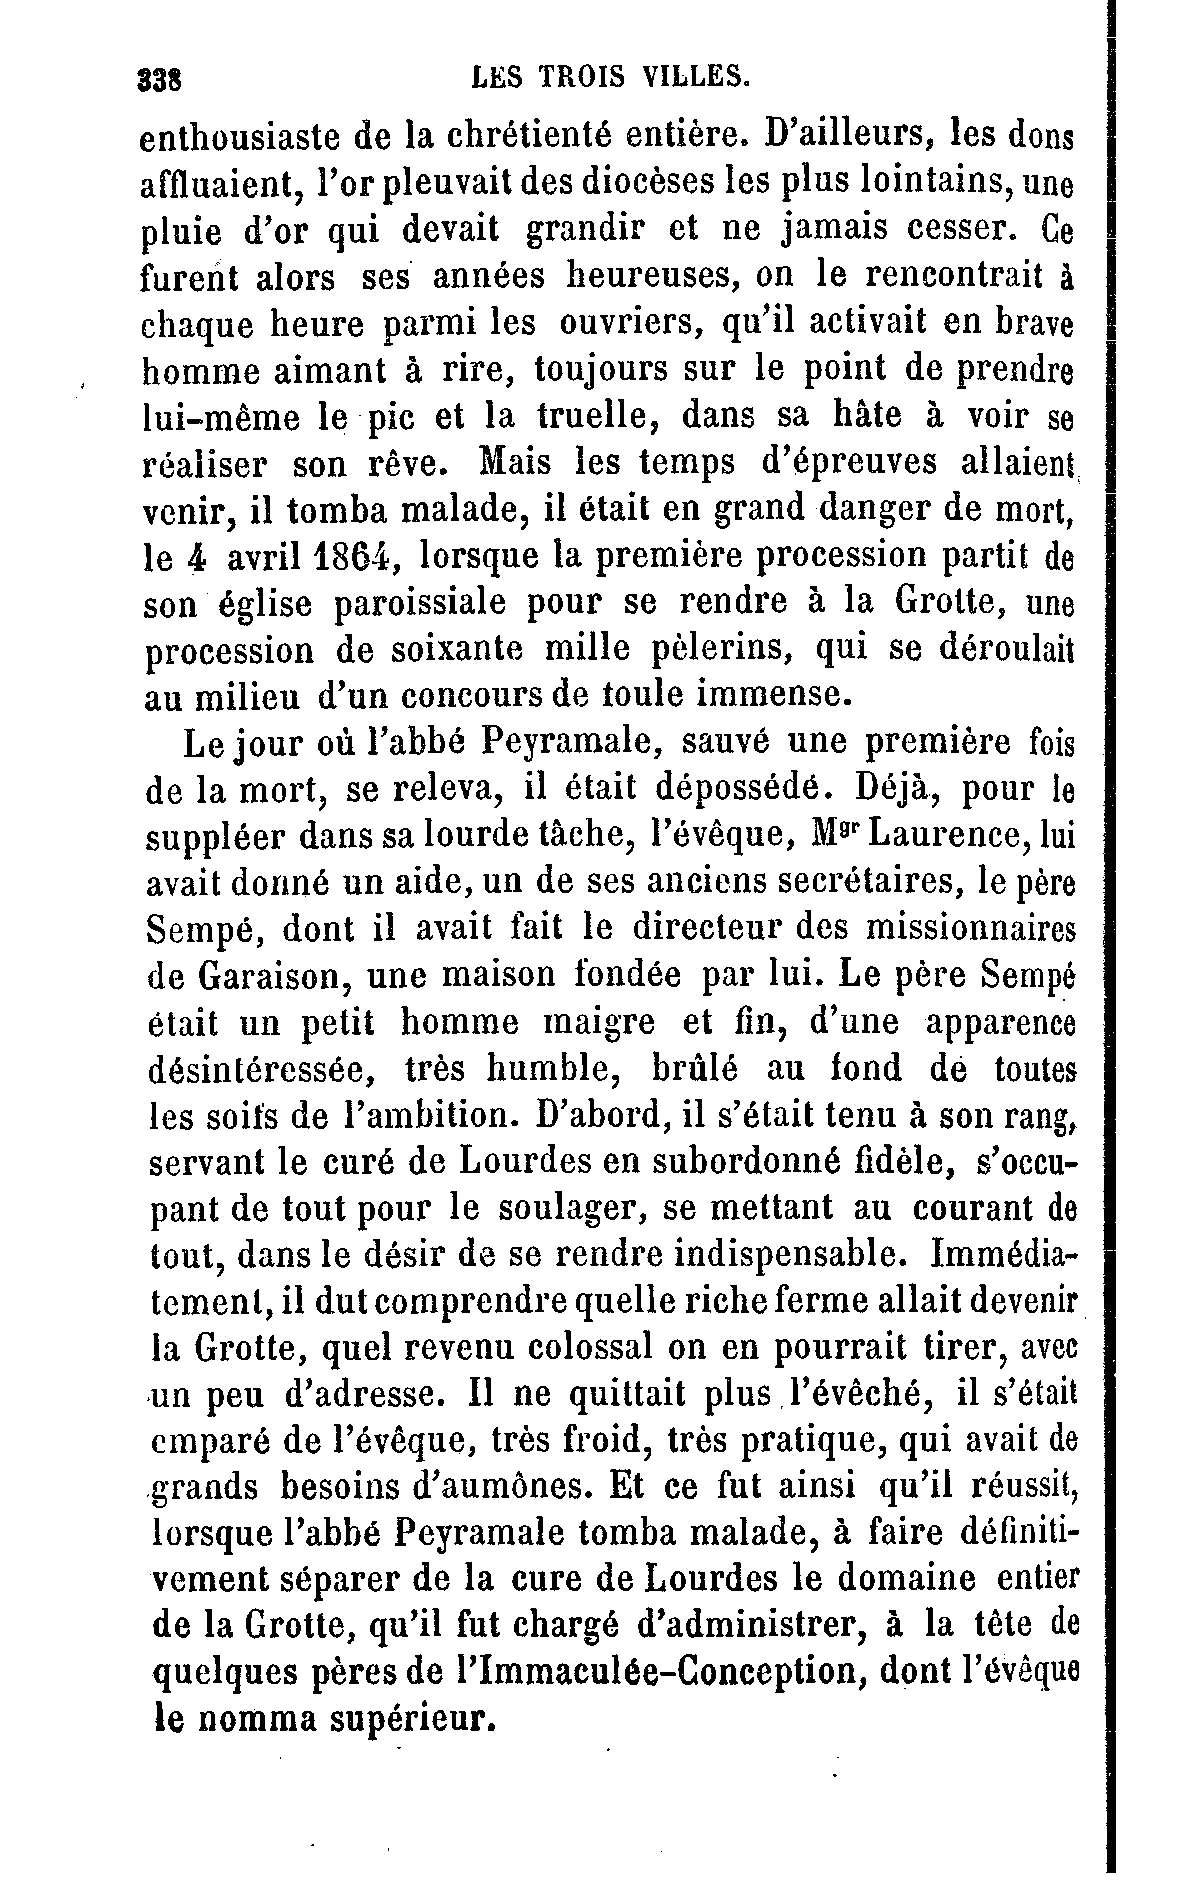 338 LES TROIS VILLES.
enthousiaste de la chrétienté entière. D'ailleurs, les dons
affluaient, l'or pleuvait des diocèses les plus lointains, une
pluie d'or qui devait grandir et ne jamais cesser. Ce
furent alors ses années heureuses, on le rencontrait à
chaque heure parmi les ouvriers, qu'il activait en brave
homme aimant à rire, toujours sur le point de prendre
lui-même le pic et la truelle, dans sa hâte à voir se
réaliser son rêve. Mais les temps d'épreuves allaient
venir, il tomba malade, il était en grand danger de mort,
le 4 avril 1864, lorsque la première procession partit de
son église paroissiale pour se rendre à la Grotte, une
procession de soixante mille pèlerins, qui se déroulait
au milieu d'un concours de foule immense.
Le jour où l'abbé Peyramale, sauvé une première fois
de la mort, se releva, il était dépossédé. Déjà, pour le
suppléer dans sa lourde tâche, l'évêque, Mgr Laurence, lui
avait donné un aide, un de ses anciens secrétaires, le père
Sempé, dont il avait fait le directeur des missionnaires
de Garaison, une maison fondée par lui. Le père Sempé
était un petit homme maigre et fin, d'une apparence
désintéressée, très humble, brûlé au fond de toutes
les soifs de l'ambition. D'abord, il s'était tenu à son rang,
servant le curé de Lourdes en subordonné fidèle, s'occu-
pant de tout pour le soulager, se mettant au courant de
tout, dans le désir de se rendre indispensable. Immédia-
tement, il dut comprendre quelle riche ferme allait devenir
la Grotte, quel revenu colossal on en pourrait tirer, avec
un peu d'adresse. Il ne quittait plus l'évêché, il s'était
emparé de l'évêque, très froid, très pratique, qui avait de
grands besoins d'aumônes. Et ce fut ainsi qu'il réussit,
lorsque l'abbé Peyramale tomba malade, à faire définiti-
vement séparer de la cure de Lourdes le domaine entier
de la Grotte, qu'il fut chargé d'administrer, à la tête de
quelques pères de l'Immaculée-Conception, dont l'évêque
le nomma supérieur.